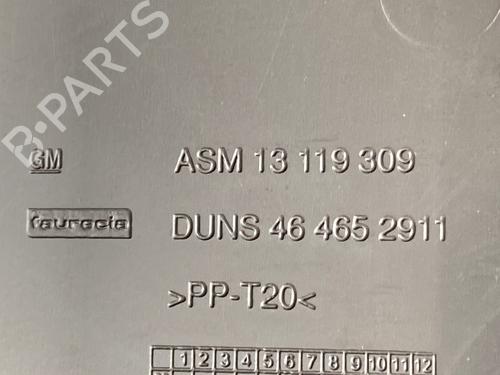 B-PARTS
GM ASM 13 119 309
faurecia DUNS 46 465 2911
>PP-T20<
1 2 3 4 5 6 7 8 9 10 11 12